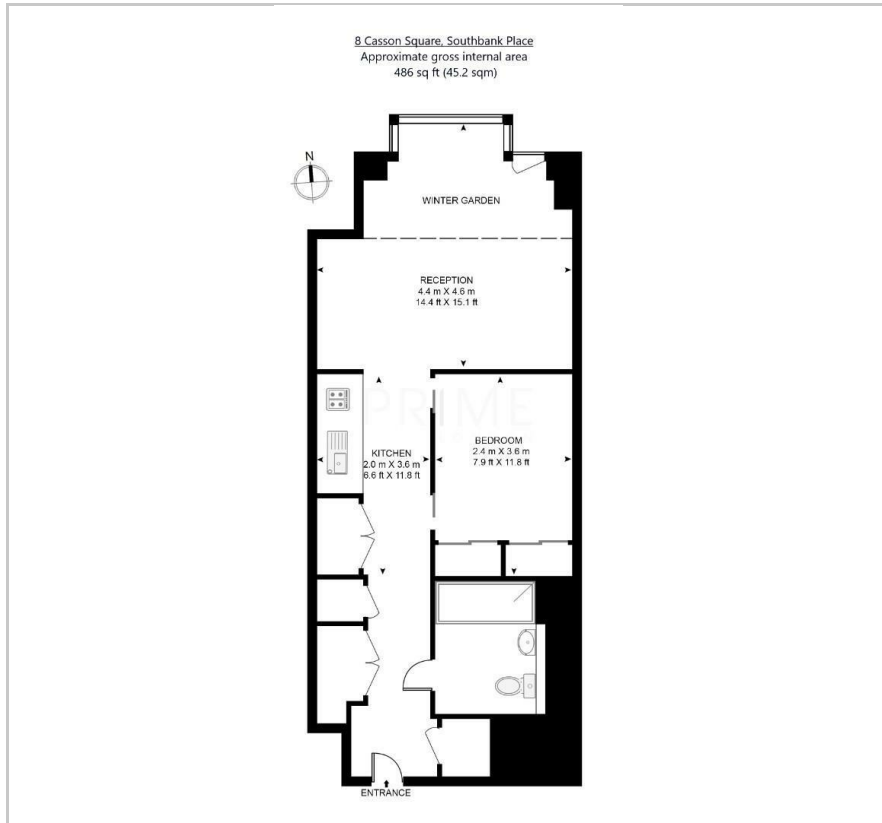 8 Casson Square, Southbank Place
Approximate gross internal area
486 sq ft (45.2 sqm)
N
WINTER GARDEN
RECEPTION
4.4 m X 4.6 m
14.4 ft X 15.1 ft
PRIME
KITCHEN
2.0 m X 3.6 m
6.6 ft X 11.8 ft
BEDROOM
2.4 m X 3.6 m
7.9 ft X 11.8 ft
ENTRANCE